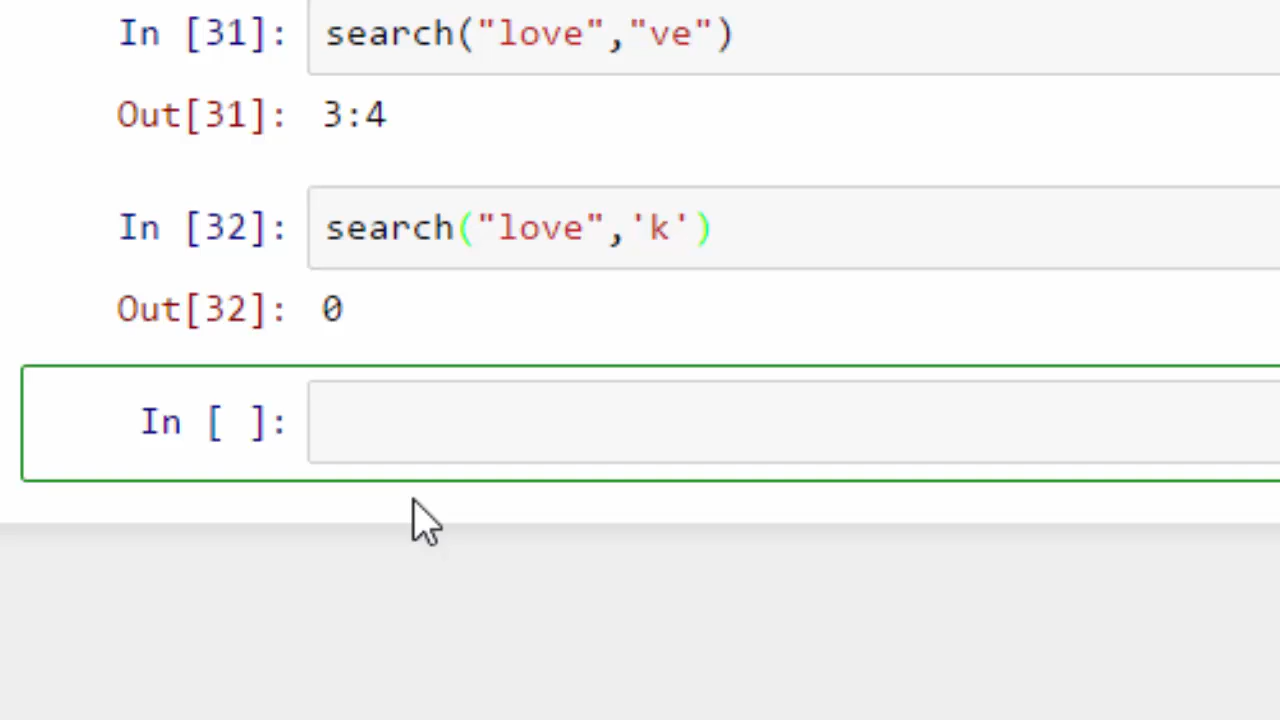 In [31]: search("love","ve")
Out[31]: 3:4
In [32]: search("love",'k')
Out[32]: 0
In [ ]: